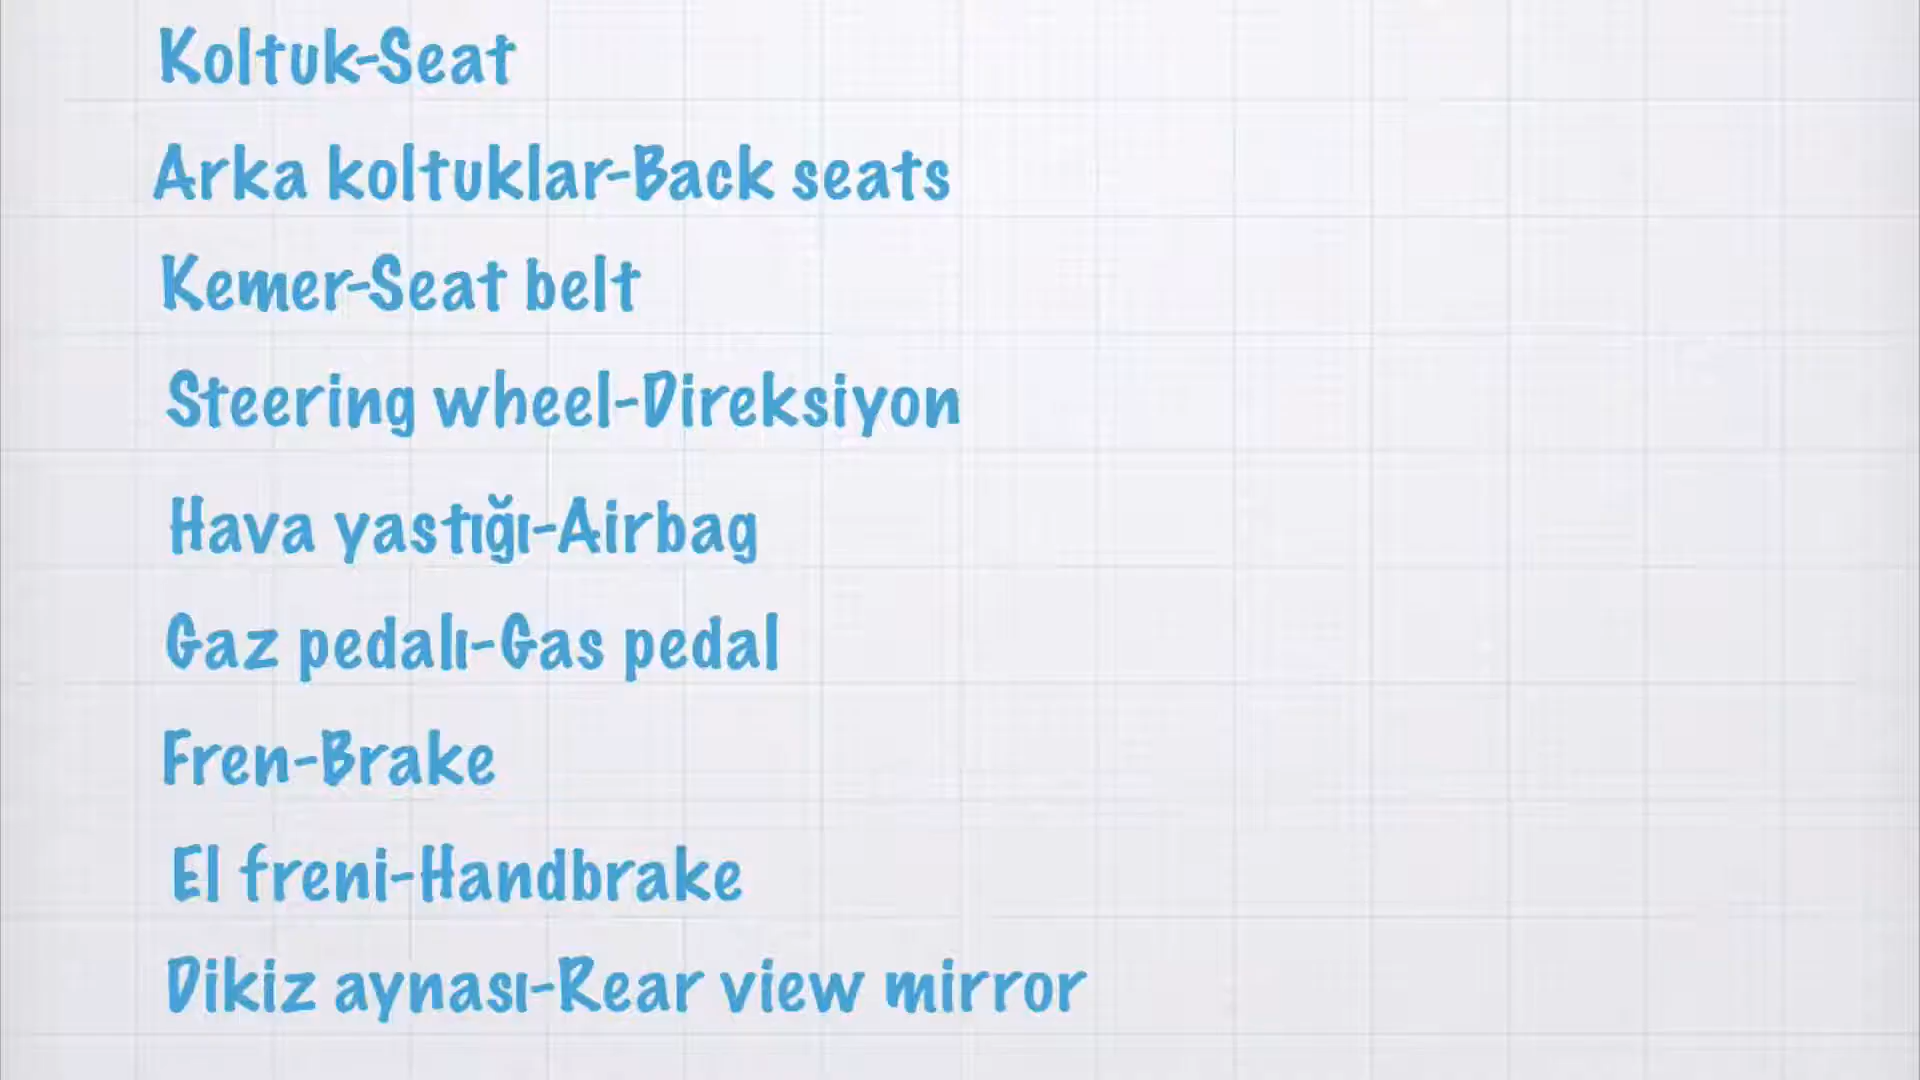 Koltuk-Seat
Arka koltuklar-Back seats
Kemer-Seat belt
Steering wheel-Direksiyon
Hava yastığı-Airbag
Gaz pedalı-Gas pedal
Fren-Brake
El freni-Handbrake
Dikiz aynası-Rear view mirror